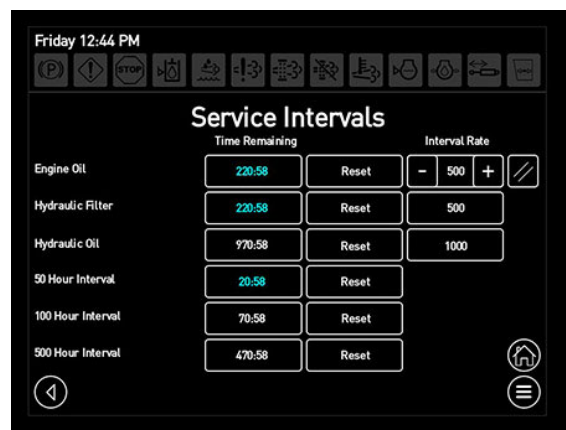 Friday 12:44 PM
(P) STOP
Service Intervals
Time Remaining Interval Rate
Engine Oil 220:58 Reset - 500 +
Hydraulic Filter 220:58 Reset 500
Hydraulic Oil 970:58 Reset 1000
50 Hour Interval 20:58 Reset
100 Hour Interval 70:58 Reset
500 Hour Interval 470:58 Reset